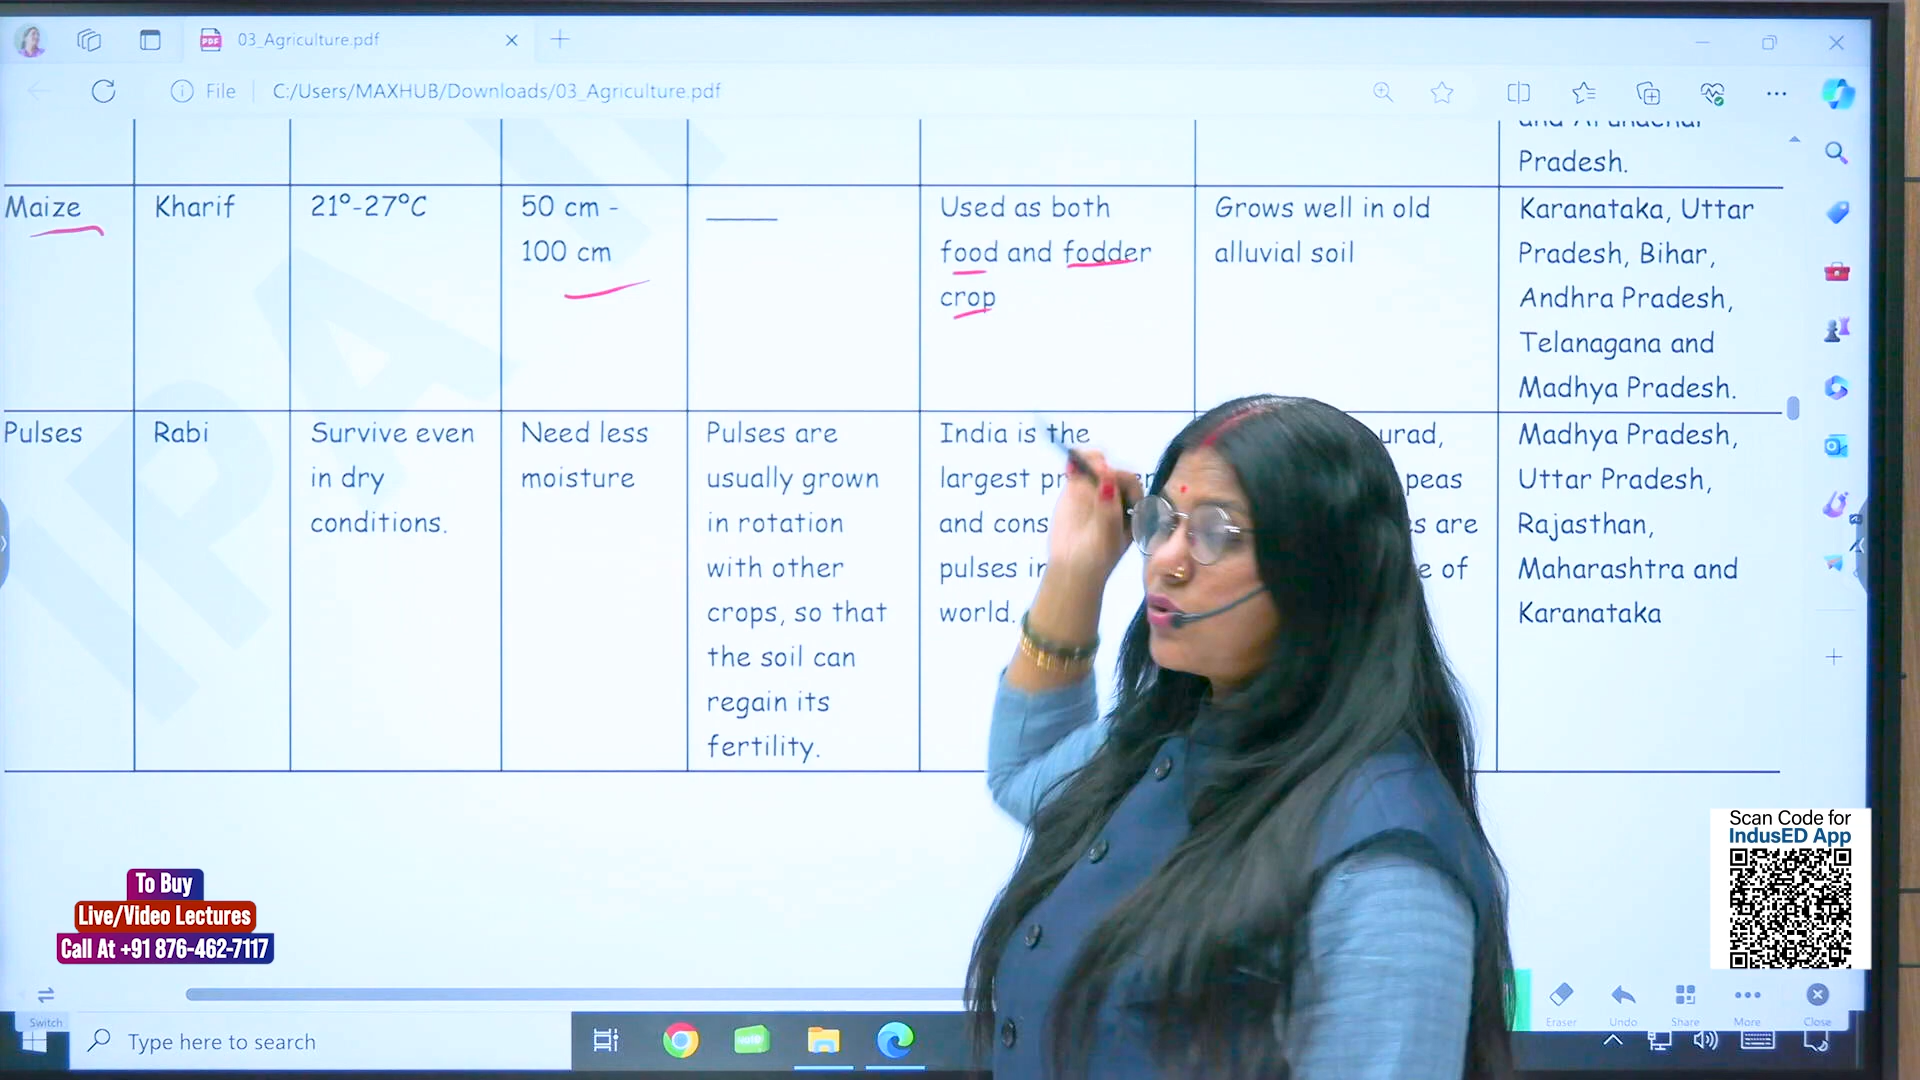 03_Agriculture.pdf
File
C:/Users/MAXHUB/Downloads/03_Agriculture.pdf
Pradesh.
Maize
Kharif
21°-27°C
50 cm -
100 cm
Used as both
food and fodder
crop
Grows well in old
alluvial soil
Karanataka, Uttar
Pradesh, Bihar,
Andhra Pradesh,
Telanagana and
Madhya Pradesh.
Pulses
Rabi
Survive even
in dry
conditions.
Need less
moisture
Pulses are
usually grown
in rotation
with other
crops, so that
the soil can
regain its
fertility.
India is the
largest
and
pulses
world.
urad,
peas
are
of
Madhya Pradesh,
Uttar Pradesh,
Rajasthan,
Maharashtra and
Karanataka
Scan Code for
IndusED App
To Buy
Live/Video Lectures
Call At +91 876-462-7117
Switch
Type here to search
Eraser
Undo
Share
More
Close